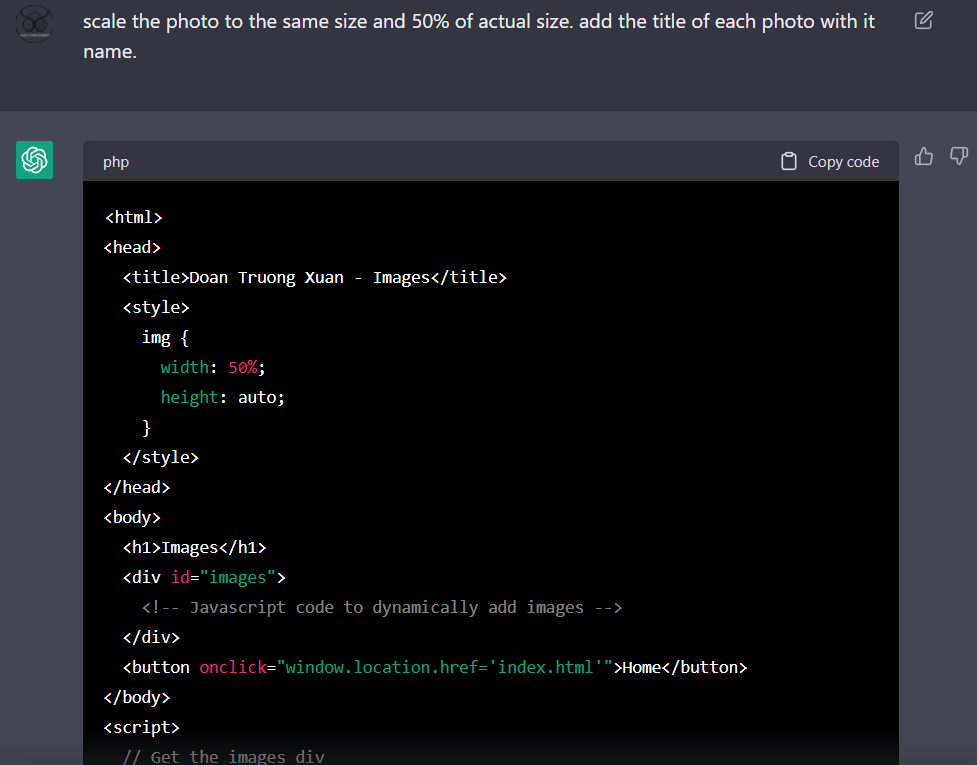 scale the photo to the same size and 50% of actual size. add the title of each photo with it
name.
php
Copy code
<html>
<head>
<title>Doan Truong Xuan - Images</title>
<style>
img {
width: 50%;
height: auto;
}
</style>
</head>
<body>
<h1>Images</h1>
<div id="images">
<!-- Javascript code to dynamically add images -->
</div>
<button onclick="window.location.href='index.html'">Home</button>
</body>
<script>
// Get the images div